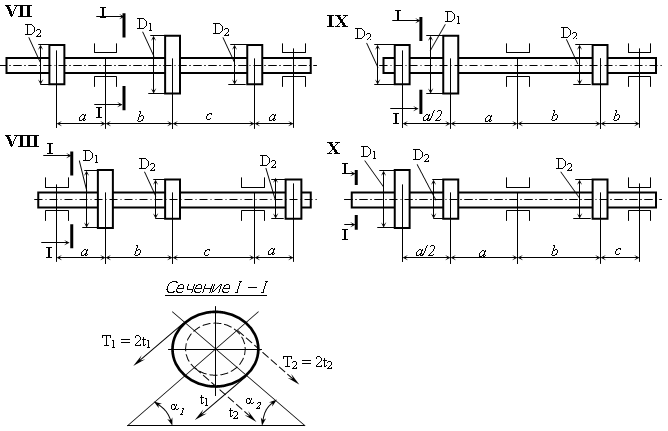 VII I D₁ D₂ D₂ I a b c a
IX I D₁ D₂ D₂ I a/2 a b b
VIII I D₁ D₂ D₂ I a b c a
X I D₁ D₂ D₂ I a/2 a b c
Сечение I – I
T₁ = 2t₁
T₂ = 2t₂
α₁ t₁ t₂ α₂